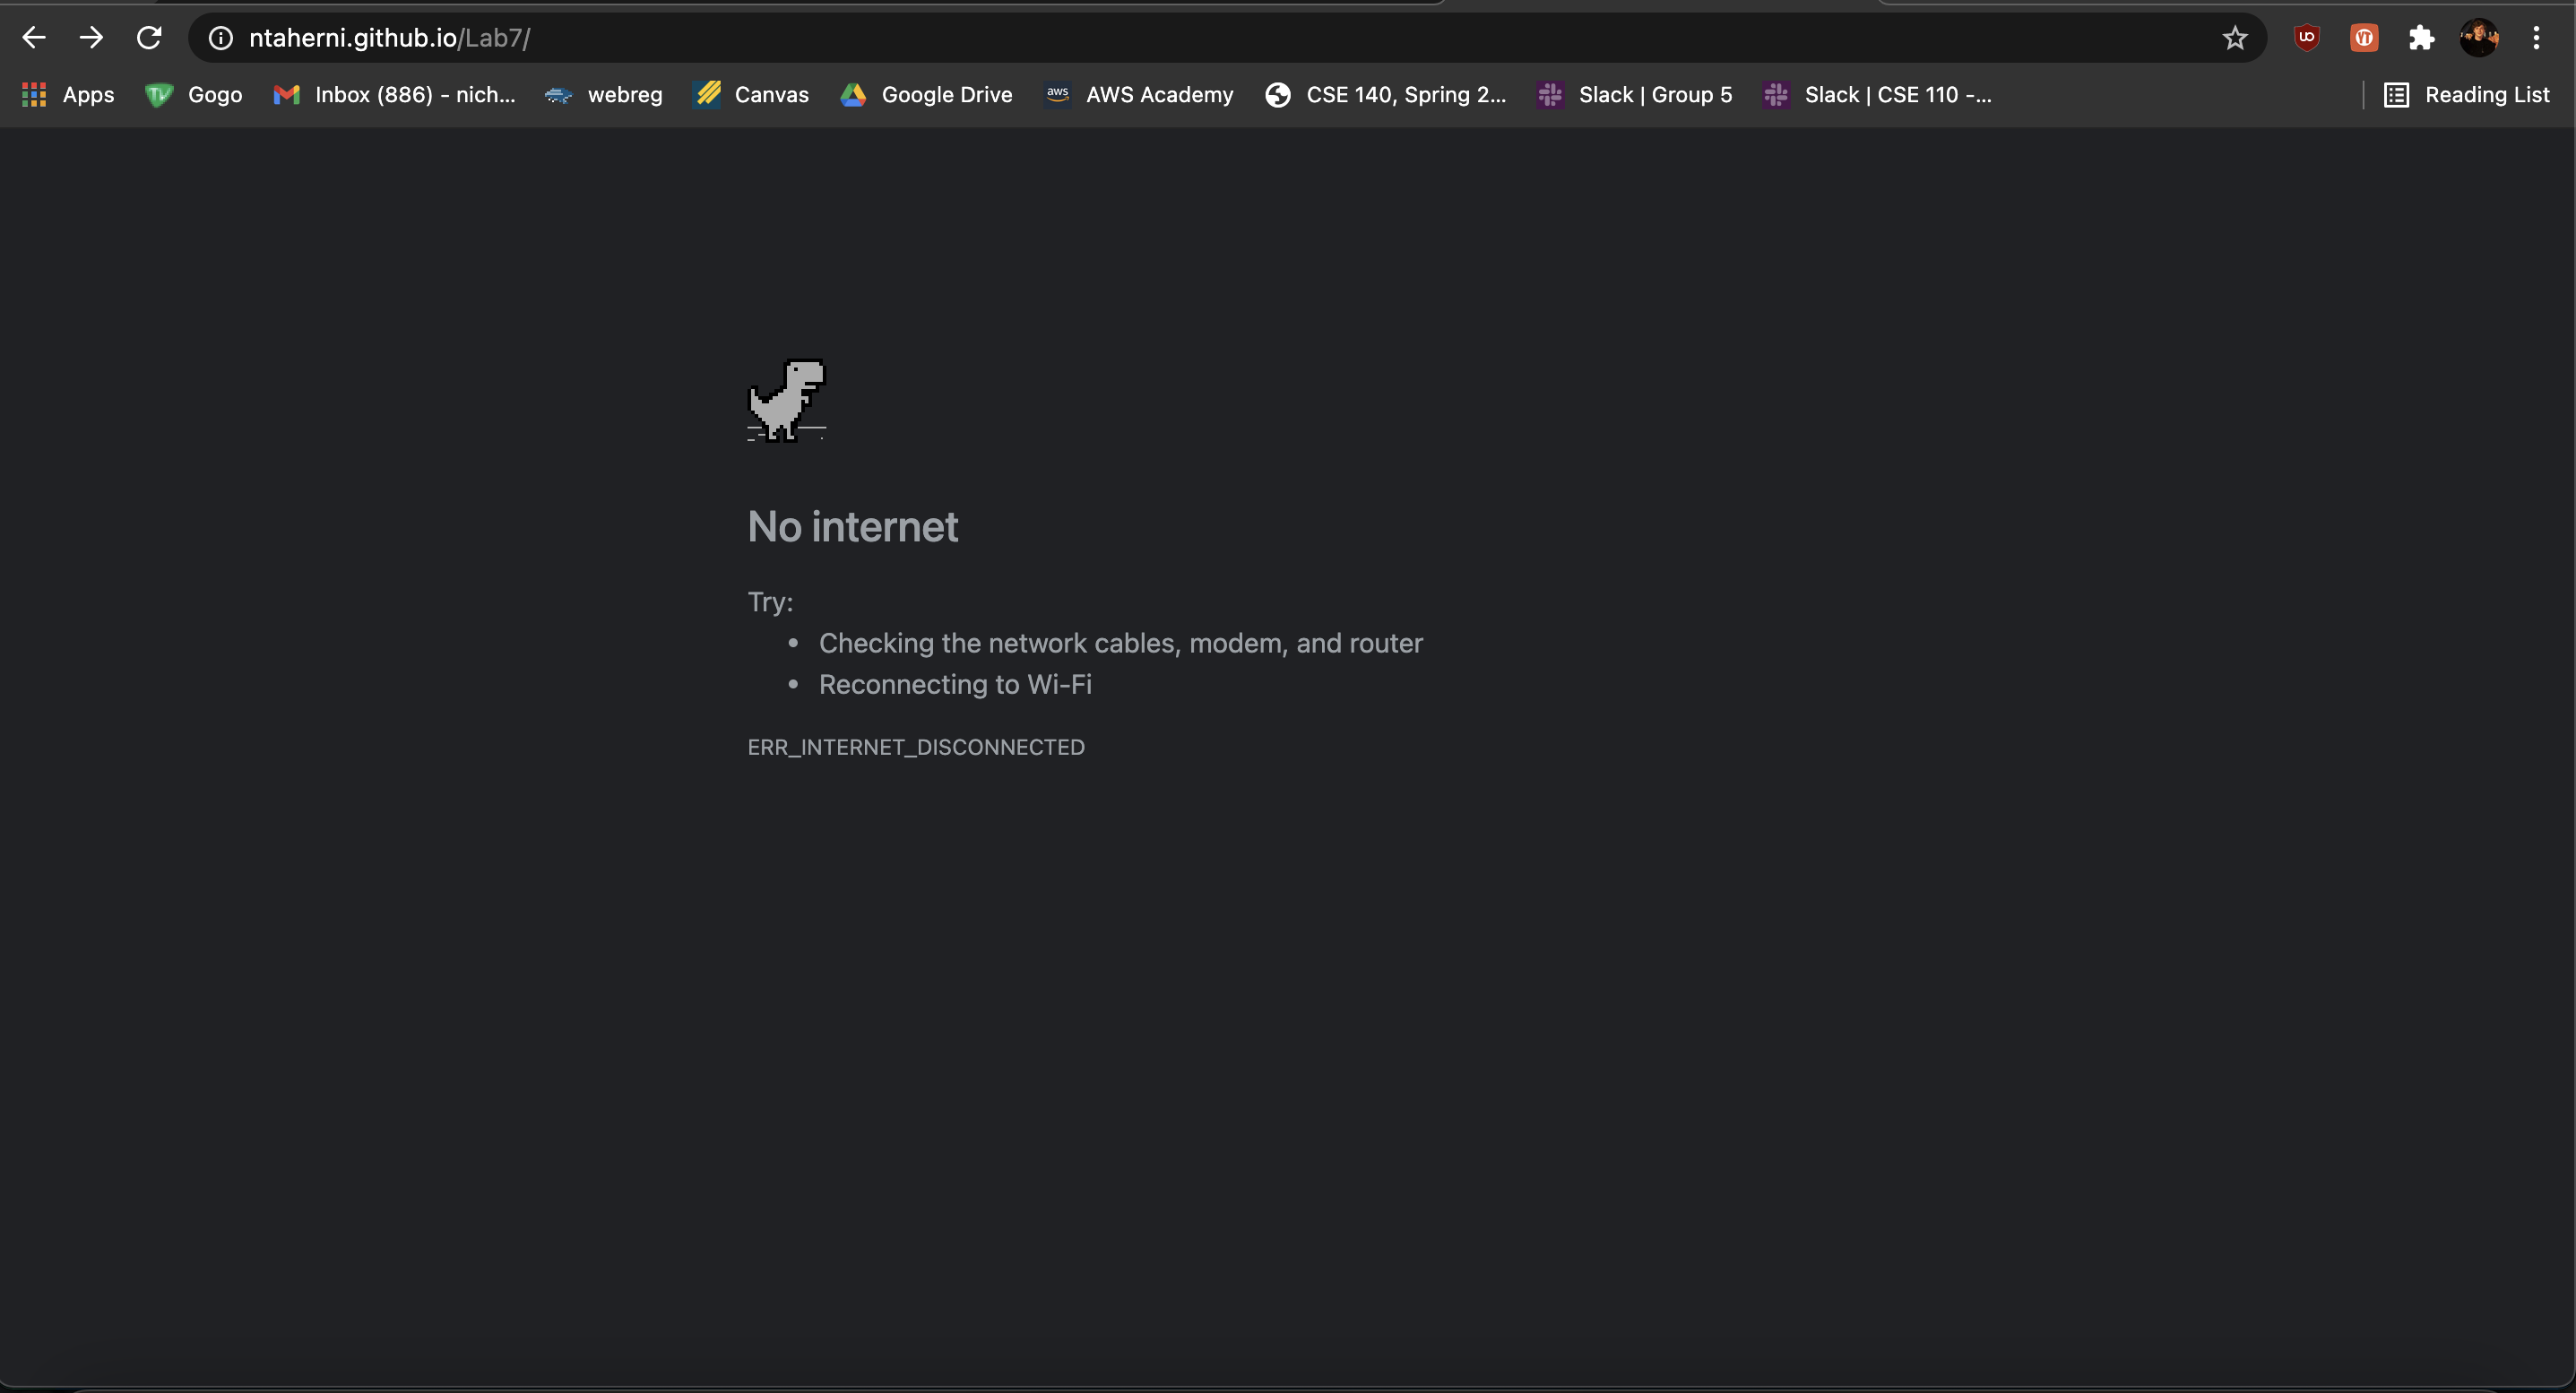 ntaherni.github.io/Lab7/
Apps Gogo Inbox (886) - nich... webreg Canvas Google Drive aws AWS Academy CSE 140, Spring 2... Slack | Group 5 Slack | CSE 110 -... Reading List
No internet
Try:
• Checking the network cables, modem, and router
• Reconnecting to Wi-Fi
ERR_INTERNET_DISCONNECTED